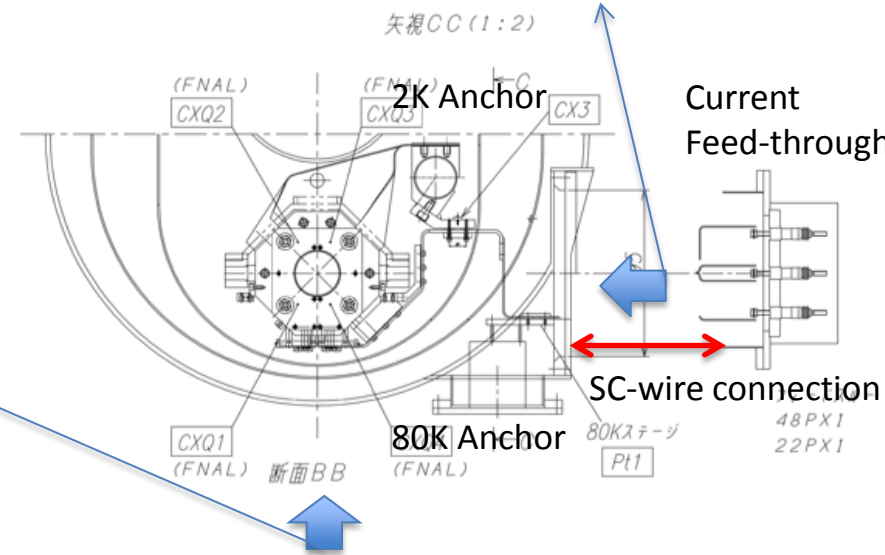 矢視CC(1:2)
(FNAL)
CXQ2
(FNAL)
CXQ3
C
2K Anchor
CX3
Current
Feed-through
SC-wire connection
48PX1
22PX1
80Kステージ
Pt1
80K Anchor
(FNAL)
CXQ1
(FNAL)
断面BB